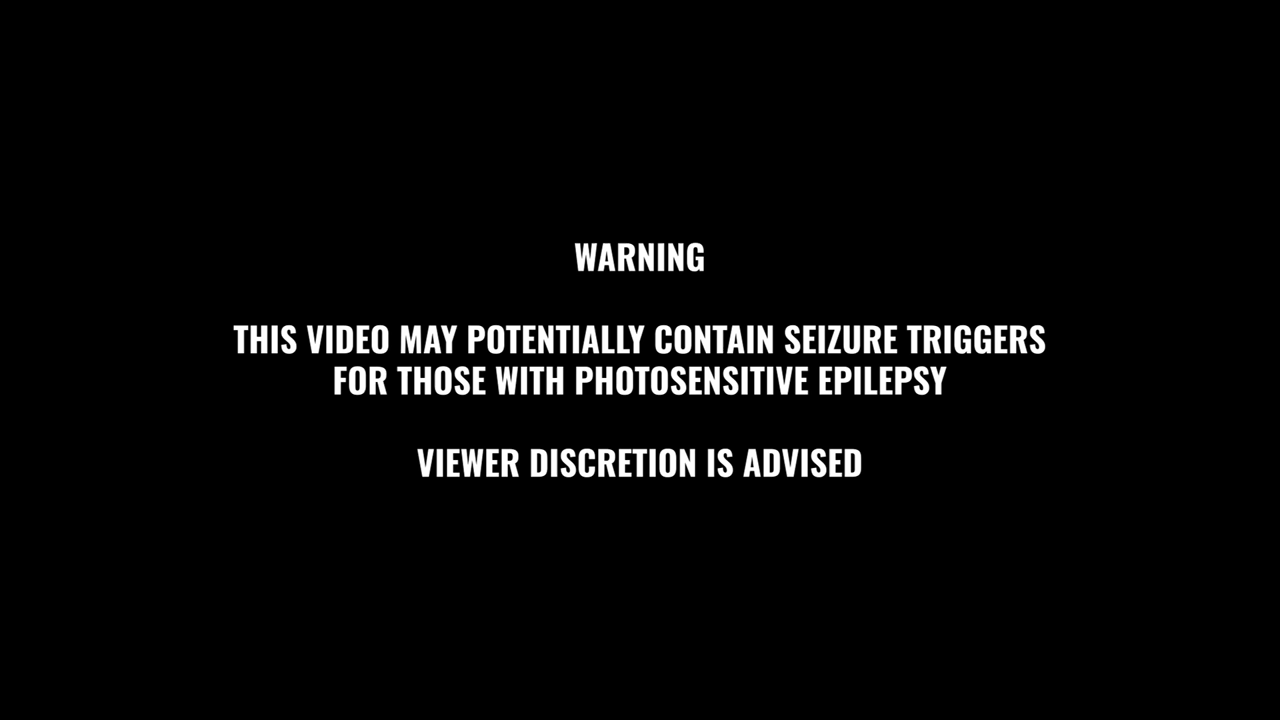 WARNING
THIS VIDEO MAY POTENTIALLY CONTAIN SEIZURE TRIGGERS
FOR THOSE WITH PHOTOSENSITIVE EPILEPSY
VIEWER DISCRETION IS ADVISED